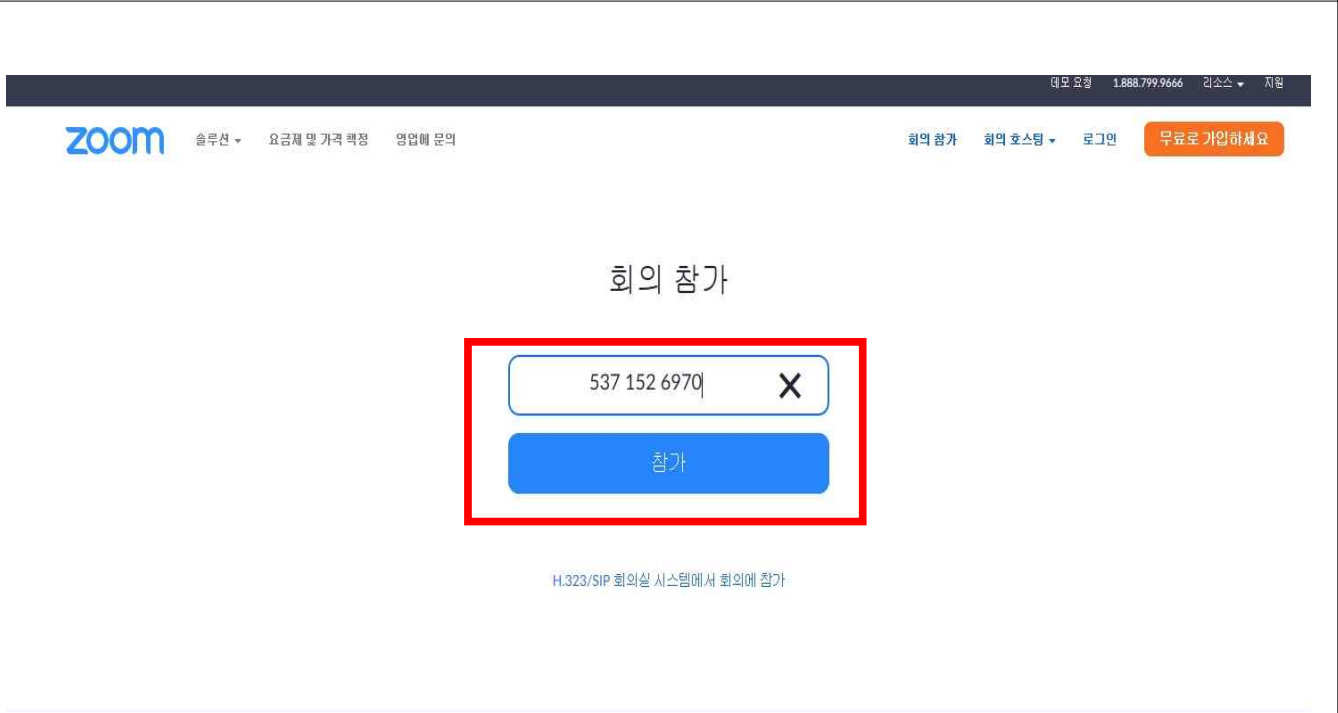 데모 요청 1.888.799.9666 리소스 지원
zoom 솔루션 요금제 및 가격 책정 영업에 문의 회의 참가 회의 호스팅 로그인 무료로 가입하세요
회의 참가
537 152 6970
참가
H.323/SIP 회의실 시스템에서 회의에 참가